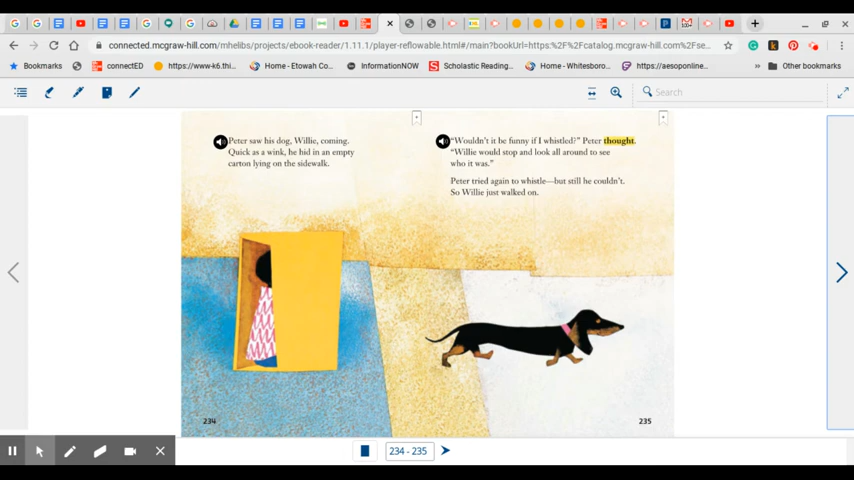 connected.mcgraw-hill.com/mhelibs/projects/ebook-reader/1.11.1/player-reflowable.html#/main?bookUrl=https:%2F%2Fcatalog.mcgraw-hill.com%2Fse...
Bookmarks
connectED
https://www-k6.thi...
Home - Etowah Co...
InformationNOW
Scholastic Reading...
Home - Whitesboro...
https://aesoponline...
Other bookmarks
Search
Peter saw his dog, Willie, coming.
Quick as a wink, he hid in an empty
carton lying on the sidewalk.
234
"Wouldn't it be funny if I whistled?" Peter thought.
"Willie would stop and look all around to see
who it was."
Peter tried again to whistle—but still he couldn't.
So Willie just walked on.
235
234 - 235